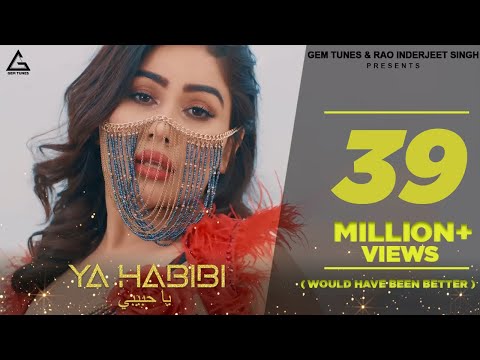 GEM TUNES
GEM TUNES & RAO INDERJEET SINGH
PRESENTS
39
MILLION+
VIEWS
( WOULD HAVE BEEN BETTER )
YA HABIBI
يا حبيبي